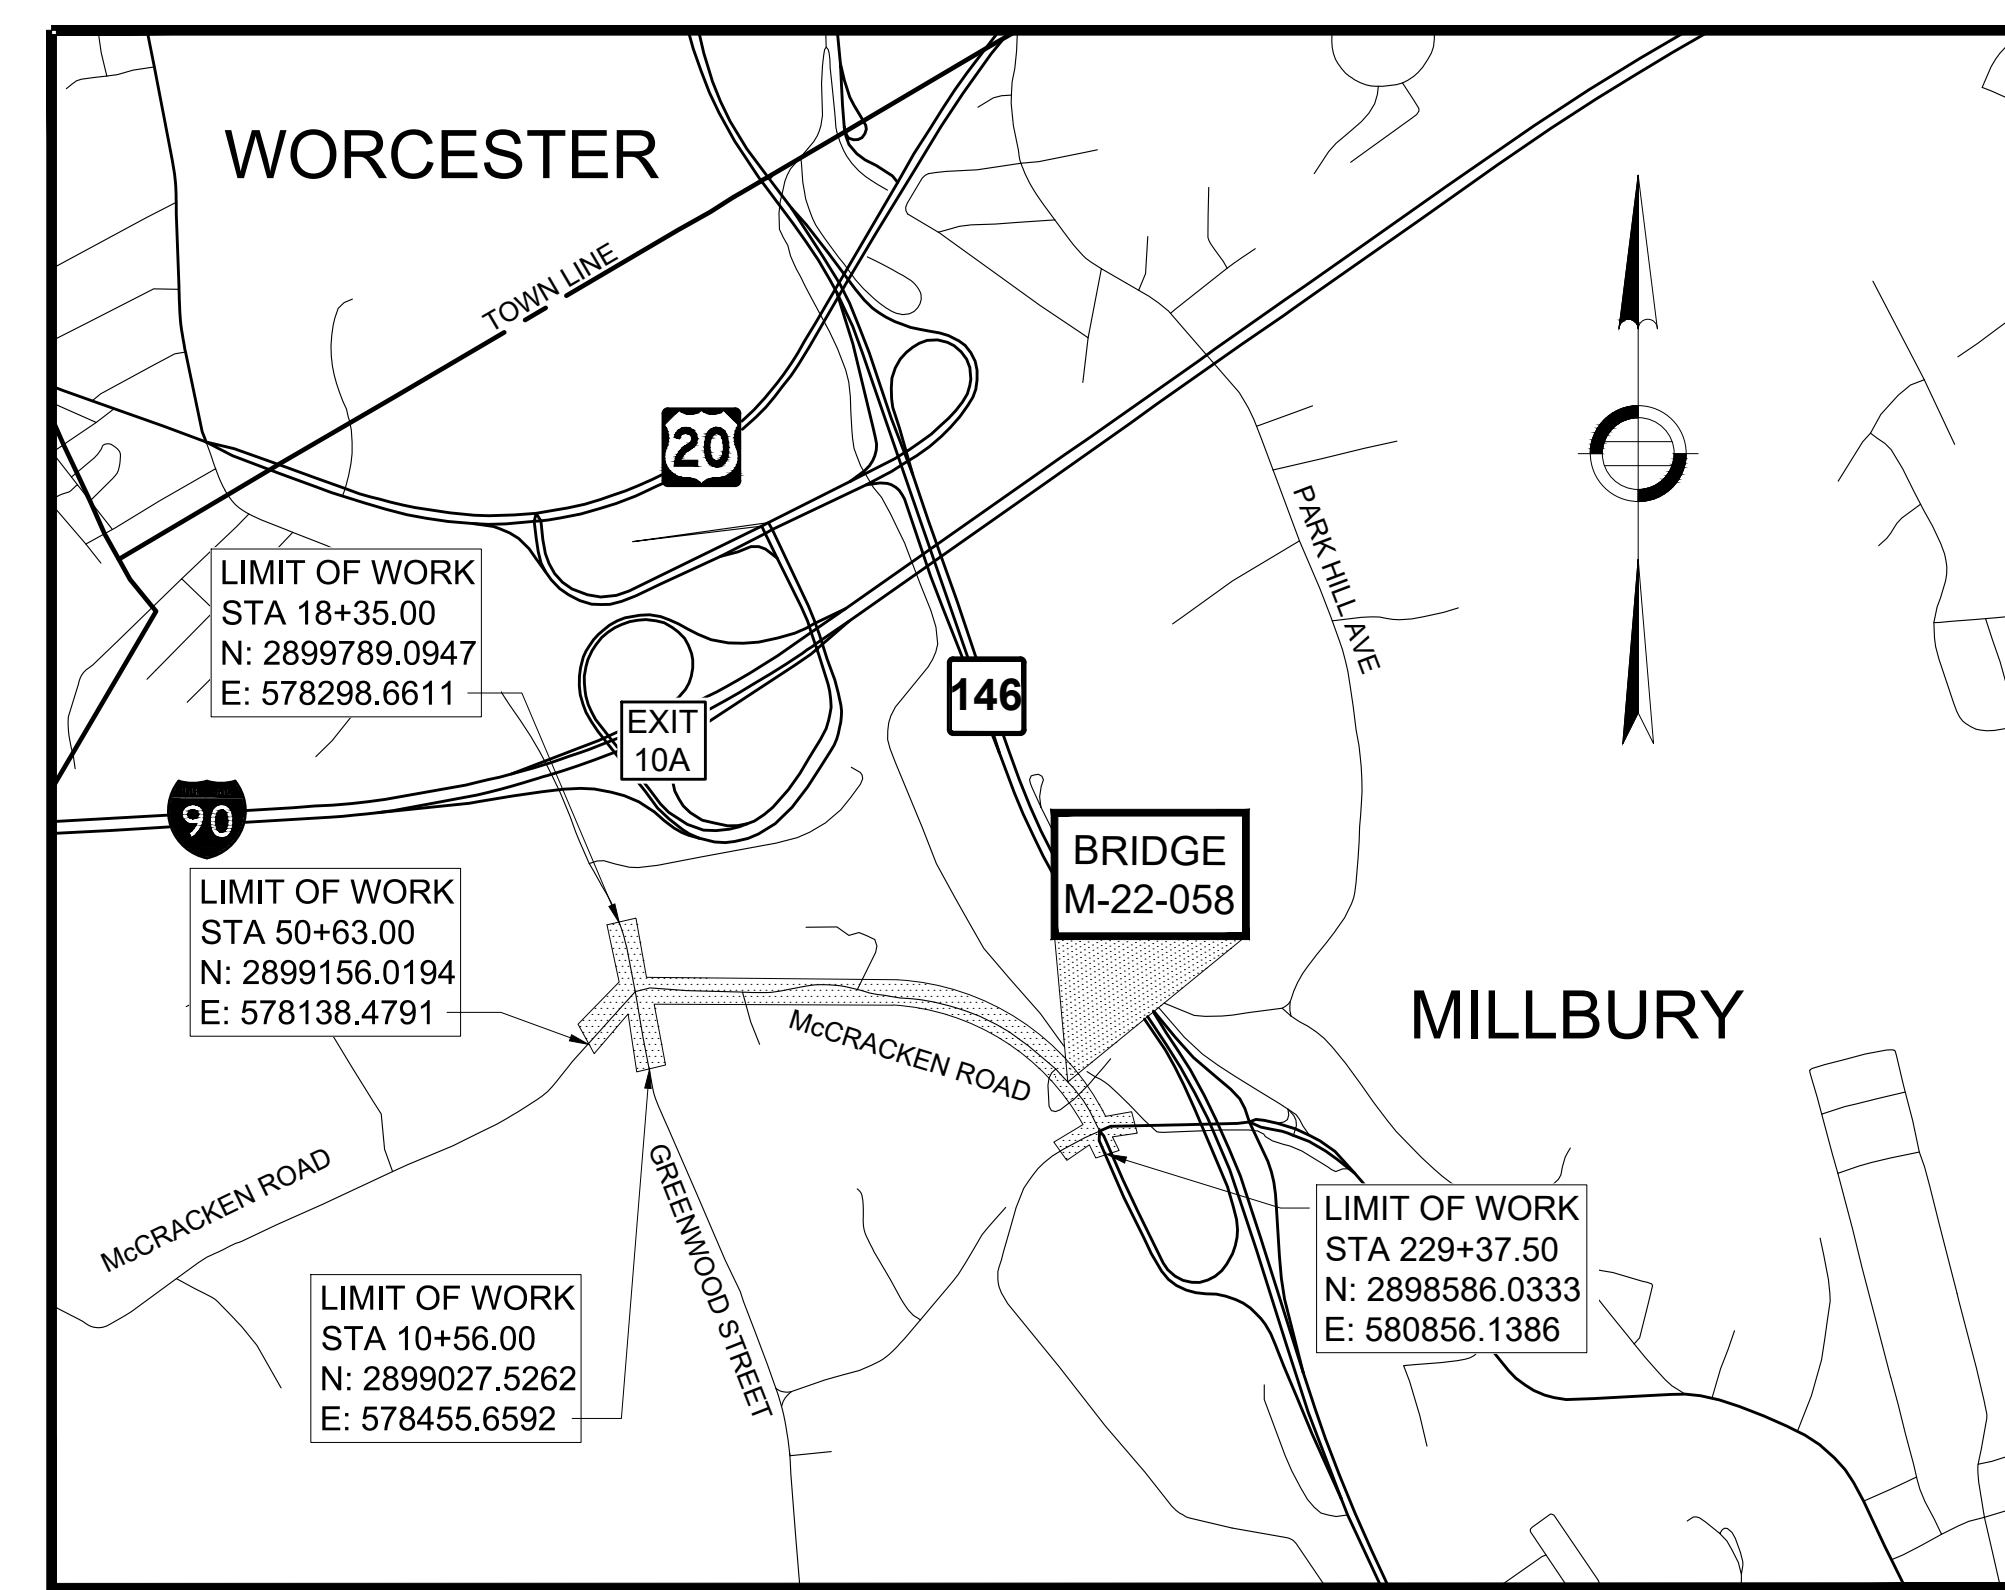 WORCESTER
TOWN LINE
20
PARK HILL AVE
LIMIT OF WORK
STA 18+35.00
N: 2899789.0947
E: 578298.6611
146
EXIT
10A
90
BRIDGE
M-22-058
LIMIT OF WORK
STA 50+63.00
N: 2899156.0194
E: 578138.4791
MILLBURY
McCRACKEN ROAD
McCRACKEN ROAD
GREENWOOD STREET
LIMIT OF WORK
STA 229+37.50
N: 2898586.0333
E: 580856.1386
LIMIT OF WORK
STA 10+56.00
N: 2899027.5262
E: 578455.6592